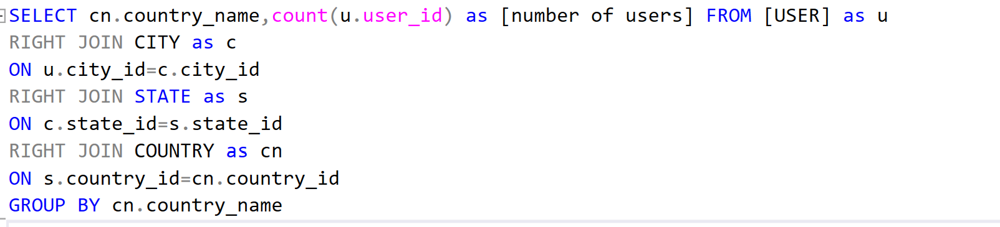 SELECT cn.country_name,count(u.user_id) as [number of users] FROM [USER] as u
RIGHT JOIN CITY as c
ON u.city_id=c.city_id
RIGHT JOIN STATE as s
ON c.state_id=s.state_id
RIGHT JOIN COUNTRY as cn
ON s.country_id=cn.country_id
GROUP BY cn.country_name